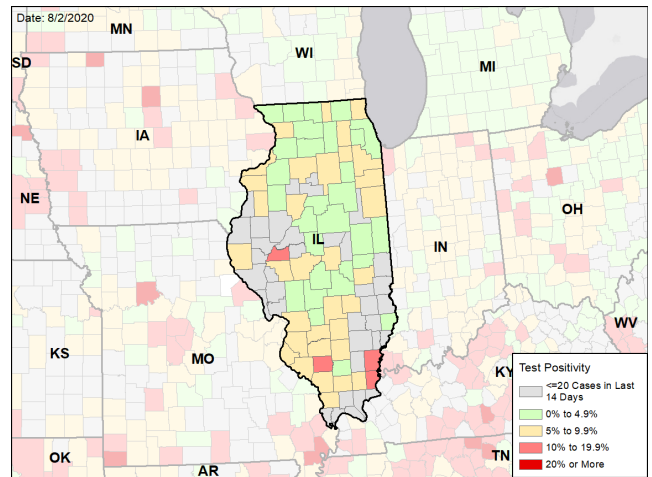 Date: 8/2/2020
MN
WI
MI
SD
IA
NE
IL
IN
OH
KS
MO
WV
KY
OK
AR
TN
Test Positivity
<=20 Cases in Last
14 Days
0% to 4.9%
5% to 9.9%
10% to 19.9%
20% or More